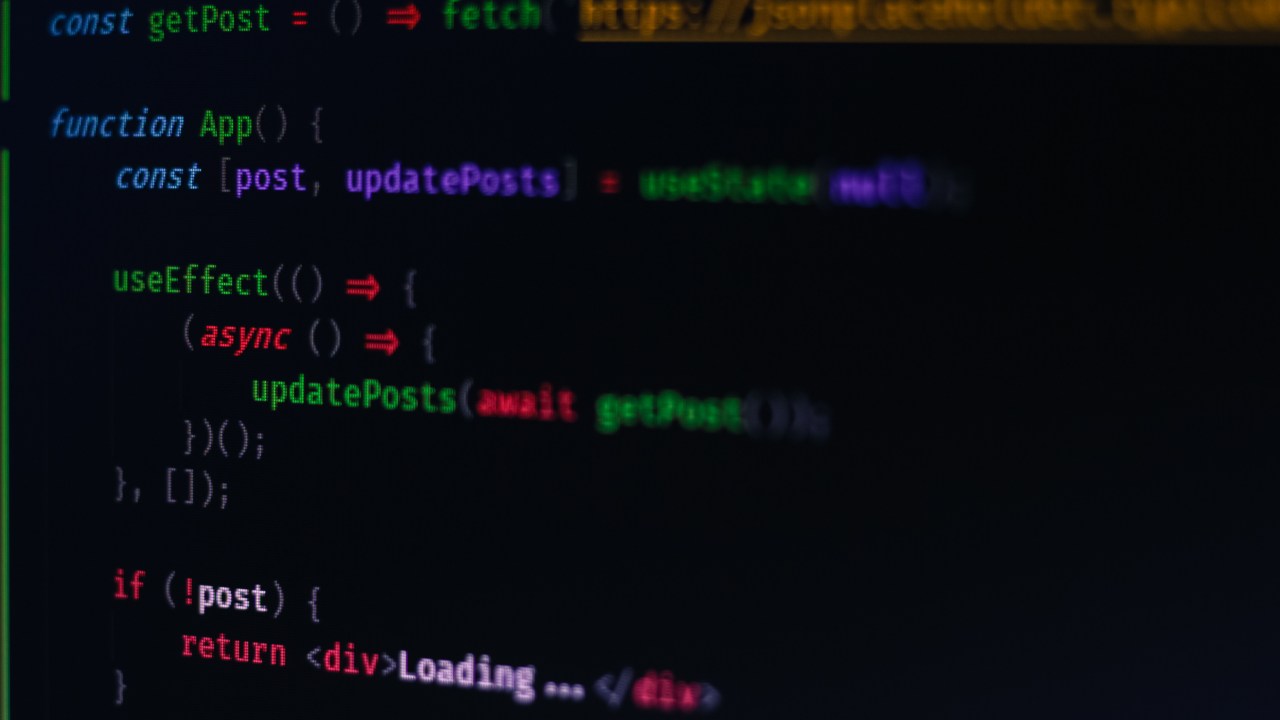 const getPost = () => fetch(
function App() {
const [post, updatePosts] = useState(null);
useEffect(() => {
(async () => {
updatePosts(await getPost());
})();
}, []);
if (!post) {
return <div>Loading...</div>
}